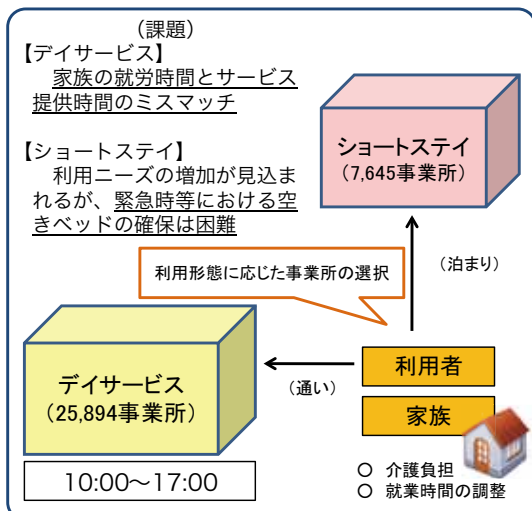 (課題)
【デイサービス】
家族の就労時間とサービス
提供時間のミスマッチ
【ショートステイ】
利用ニーズの増加が見込ま
れるが、緊急時等における空
きベッドの確保は困難
ショートステイ
(7,645事業所)
利用形態に応じた事業所の選択
(泊まり)
デイサービス
(25,894事業所)
(通い)
利用者
家族
10:00～17:00
○ 介護負担
○ 就業時間の調整